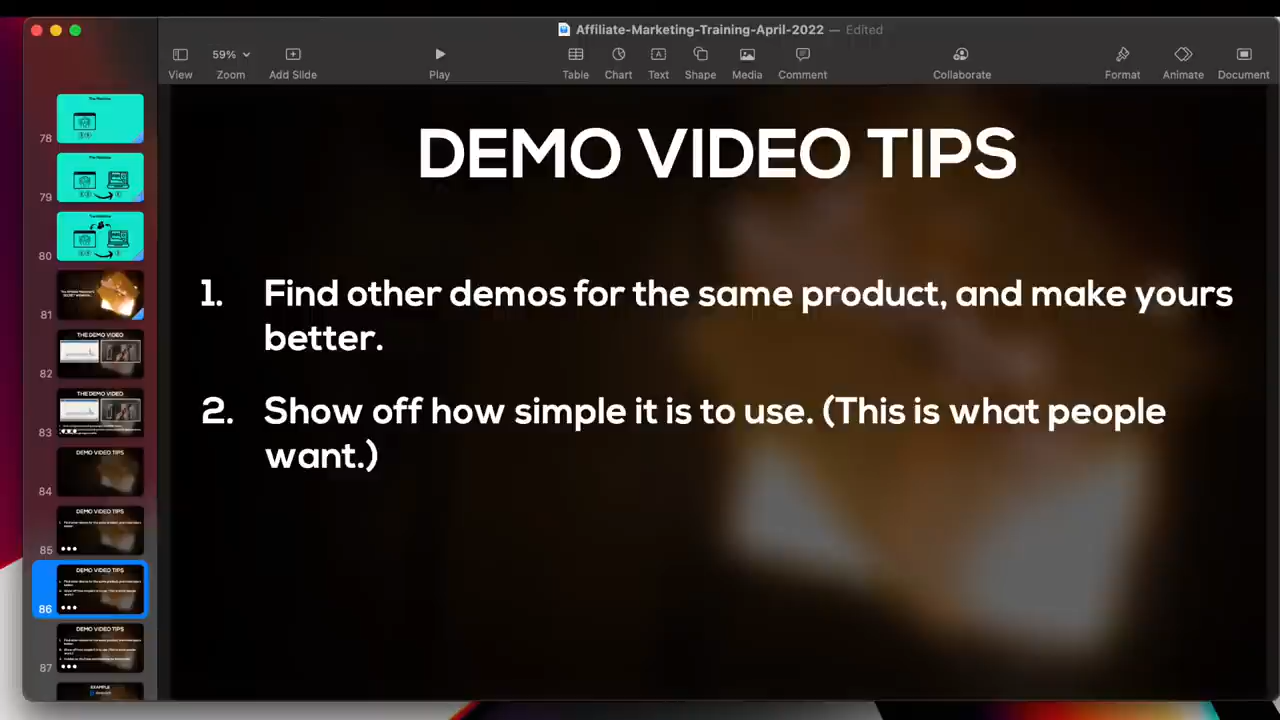 Affiliate-Marketing-Training-April-2022 — Edited
59%
View
Zoom
Add Slide
Play
Table
Chart
Text
Shape
Media
Comment
Collaborate
Format
Animate
Document
78
79
80
81
THE DEMO VIDEO
82
THE DEMO VIDEO
83
DEMO VIDEO TIPS
84
DEMO VIDEO TIPS
85
DEMO VIDEO TIPS
86
DEMO VIDEO TIPS
87
EXAMPLE
DEMO VIDEO TIPS
1. Find other demos for the same product, and make yours
better.
2. Show off how simple it is to use. (This is what people
want.)